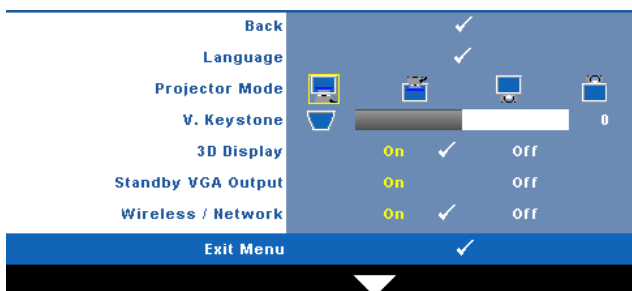 Back
Language
Projector Mode
V. Keystone 0
3D Display On Off
Standby VGA Output On Off
Wireless / Network On Off
Exit Menu